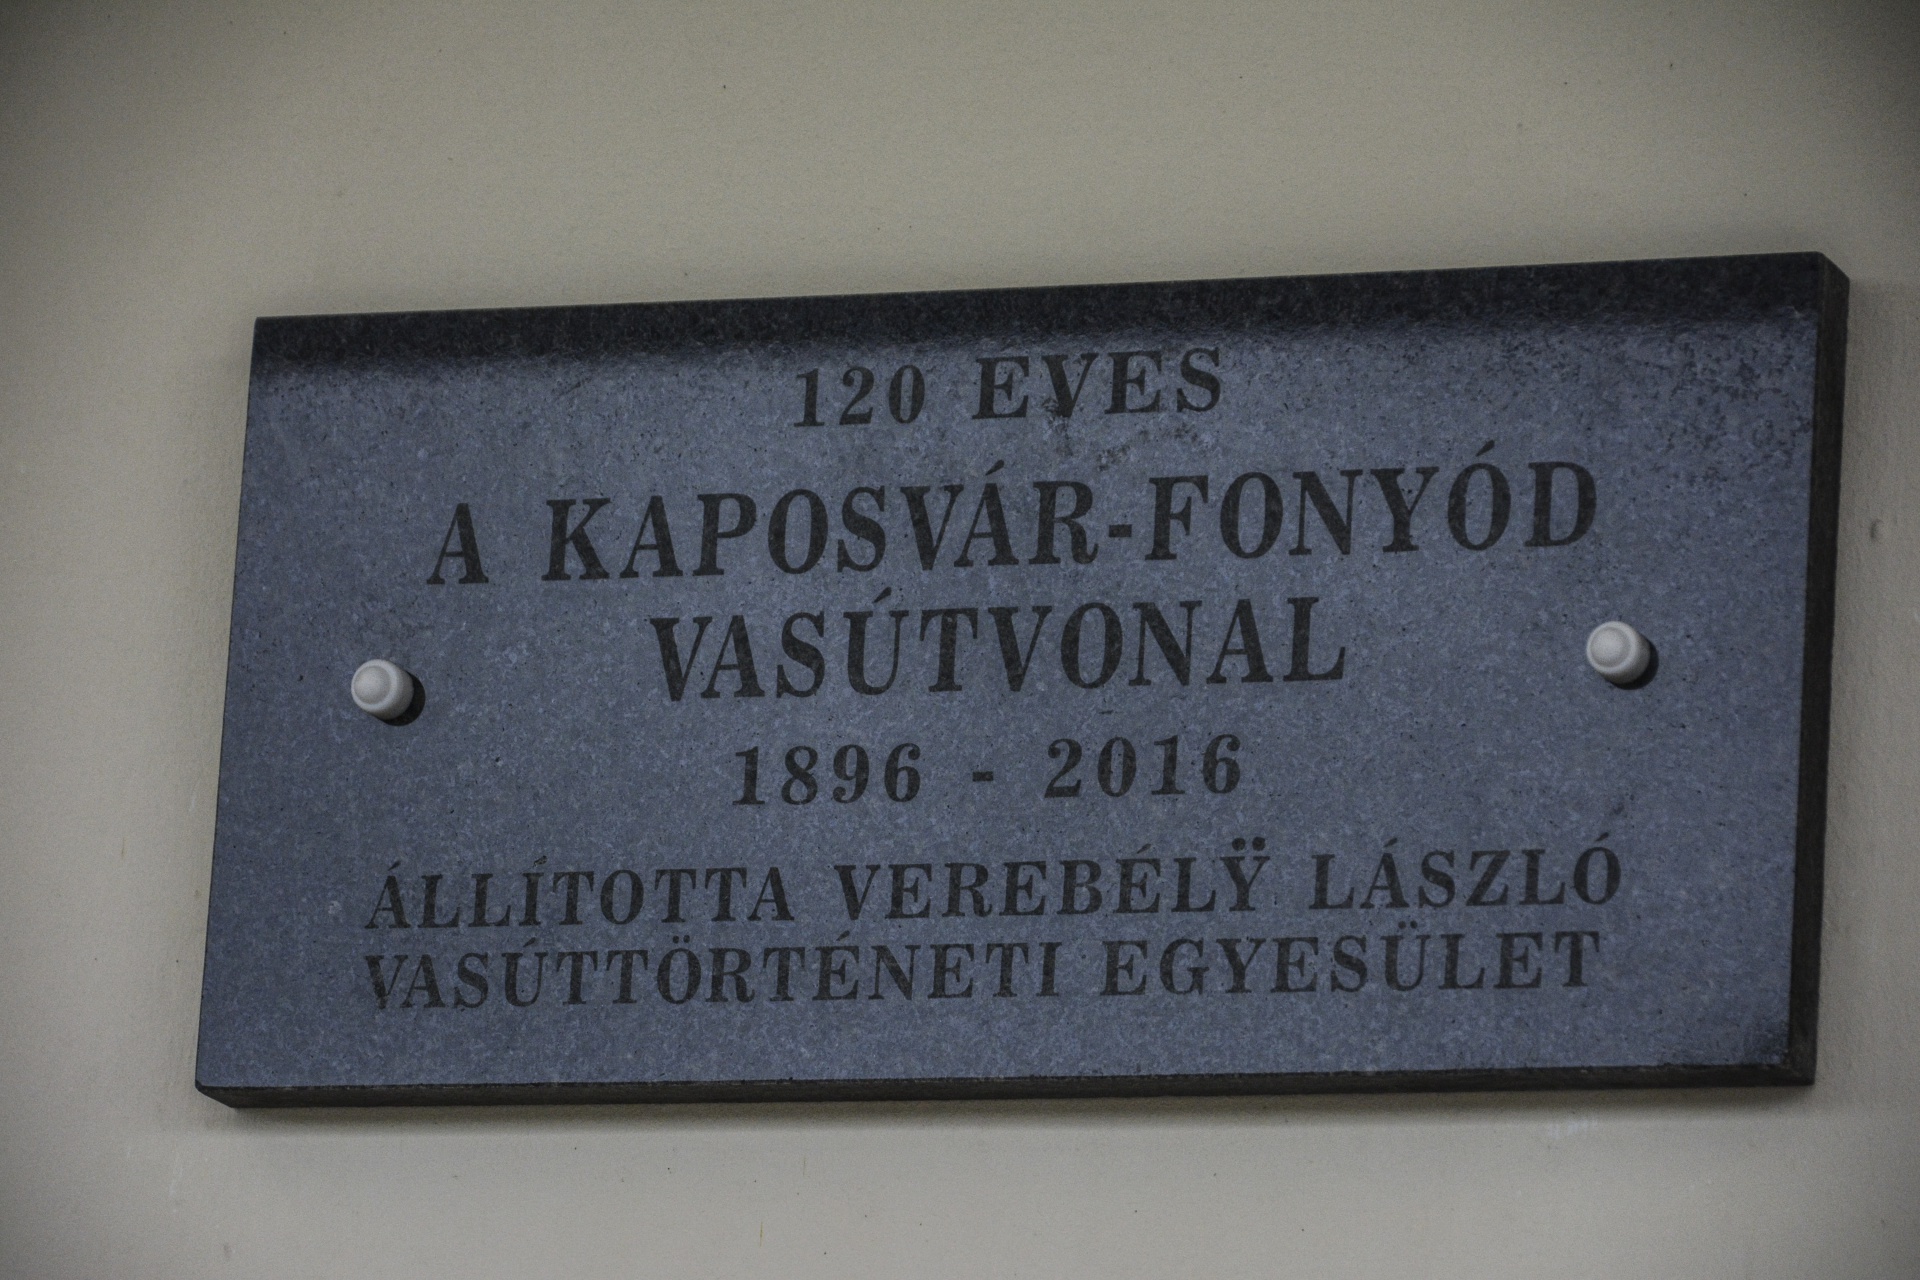 120 EVES
A KAPOSVÁR-FONYÓD
VASÚTVONAL
1896 - 2016
ÁLLÍTOTTA VEREBÉLŸ LÁSZLÓ
VASÚTTÖRTÉNETI EGYESÜLET